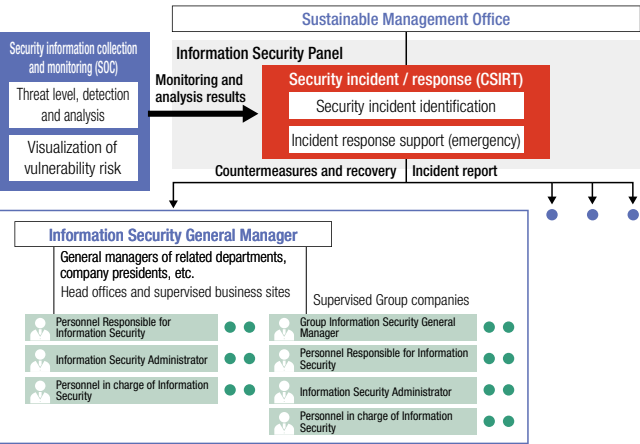 Sustainable Management Office
Security information collection
and monitoring (SOC)
Threat level, detection
and analysis
Visualization of
vulnerability risk
Monitoring and
analysis results
Information Security Panel
Security incident / response (CSIRT)
Security incident identification
Incident response support (emergency)
Countermeasures and recovery
Incident report
Information Security General Manager
General managers of related departments,
company presidents, etc.
Head offices and supervised business sites
Personnel Responsible for
Information Security
Information Security Administrator
Personnel in charge of Information
Security
Supervised Group companies
Group Information Security General
Manager
Personnel Responsible for Information
Security
Information Security Administrator
Personnel in charge of Information
Security